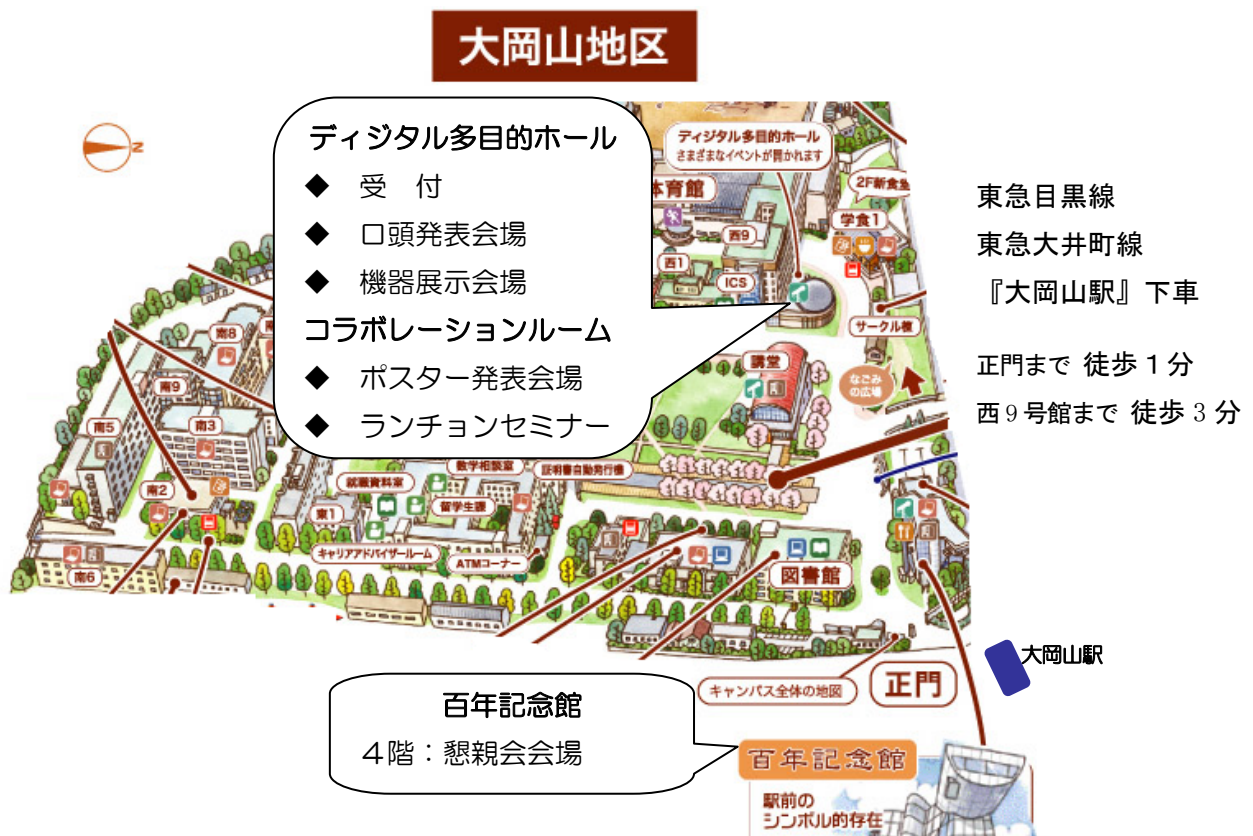 大岡山地区
N
ディジタル多目的ホール
◆ 受 付
◆ 口頭発表会場
◆ 機器展示会場
コラボレーションルーム
◆ ポスター発表会場
◆ ランチョンセミナー
ディジタル多目的ホール
さまざまなイベントが開かれます
体育館
2F新食堂
学食1
西9
西1
ICS
サークル棟
講堂
なごみ
の広場
東急目黒線
東急大井町線
『大岡山駅』下車
正門まで 徒歩1分
西9号館まで 徒歩3分
南8
南9
南5
南3
南2
南6
東1
数学相談室
就職資料室
留学生課
証明書自動発行機
キャリアアドバイザールーム
ATMコーナー
図書館
キャンパス全体の地図
正門
大岡山駅
百年記念館
4階:懇親会会場
百年記念館
駅前の
シンボル的存在